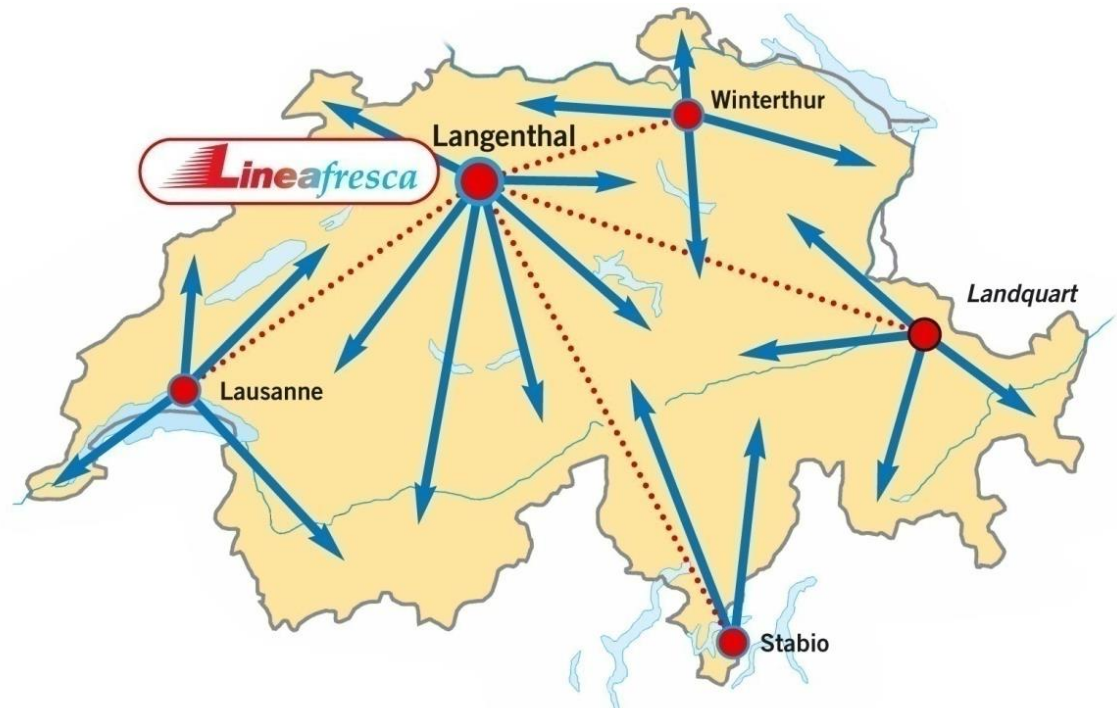 Winterthur
Langenthal
Lineafresca
Landquart
Lausanne
Stabio